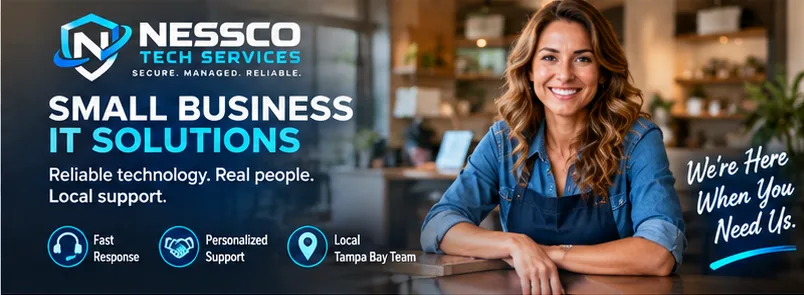 NESSCO
TECH SERVICES
SECURE. MANAGED. RELIABLE.
SMALL BUSINESS
IT SOLUTIONS
Reliable technology. Real people.
Local support.
Fast
Response
Personalized
Support
Local
Tampa Bay Team
We're Here
When You
Need Us.